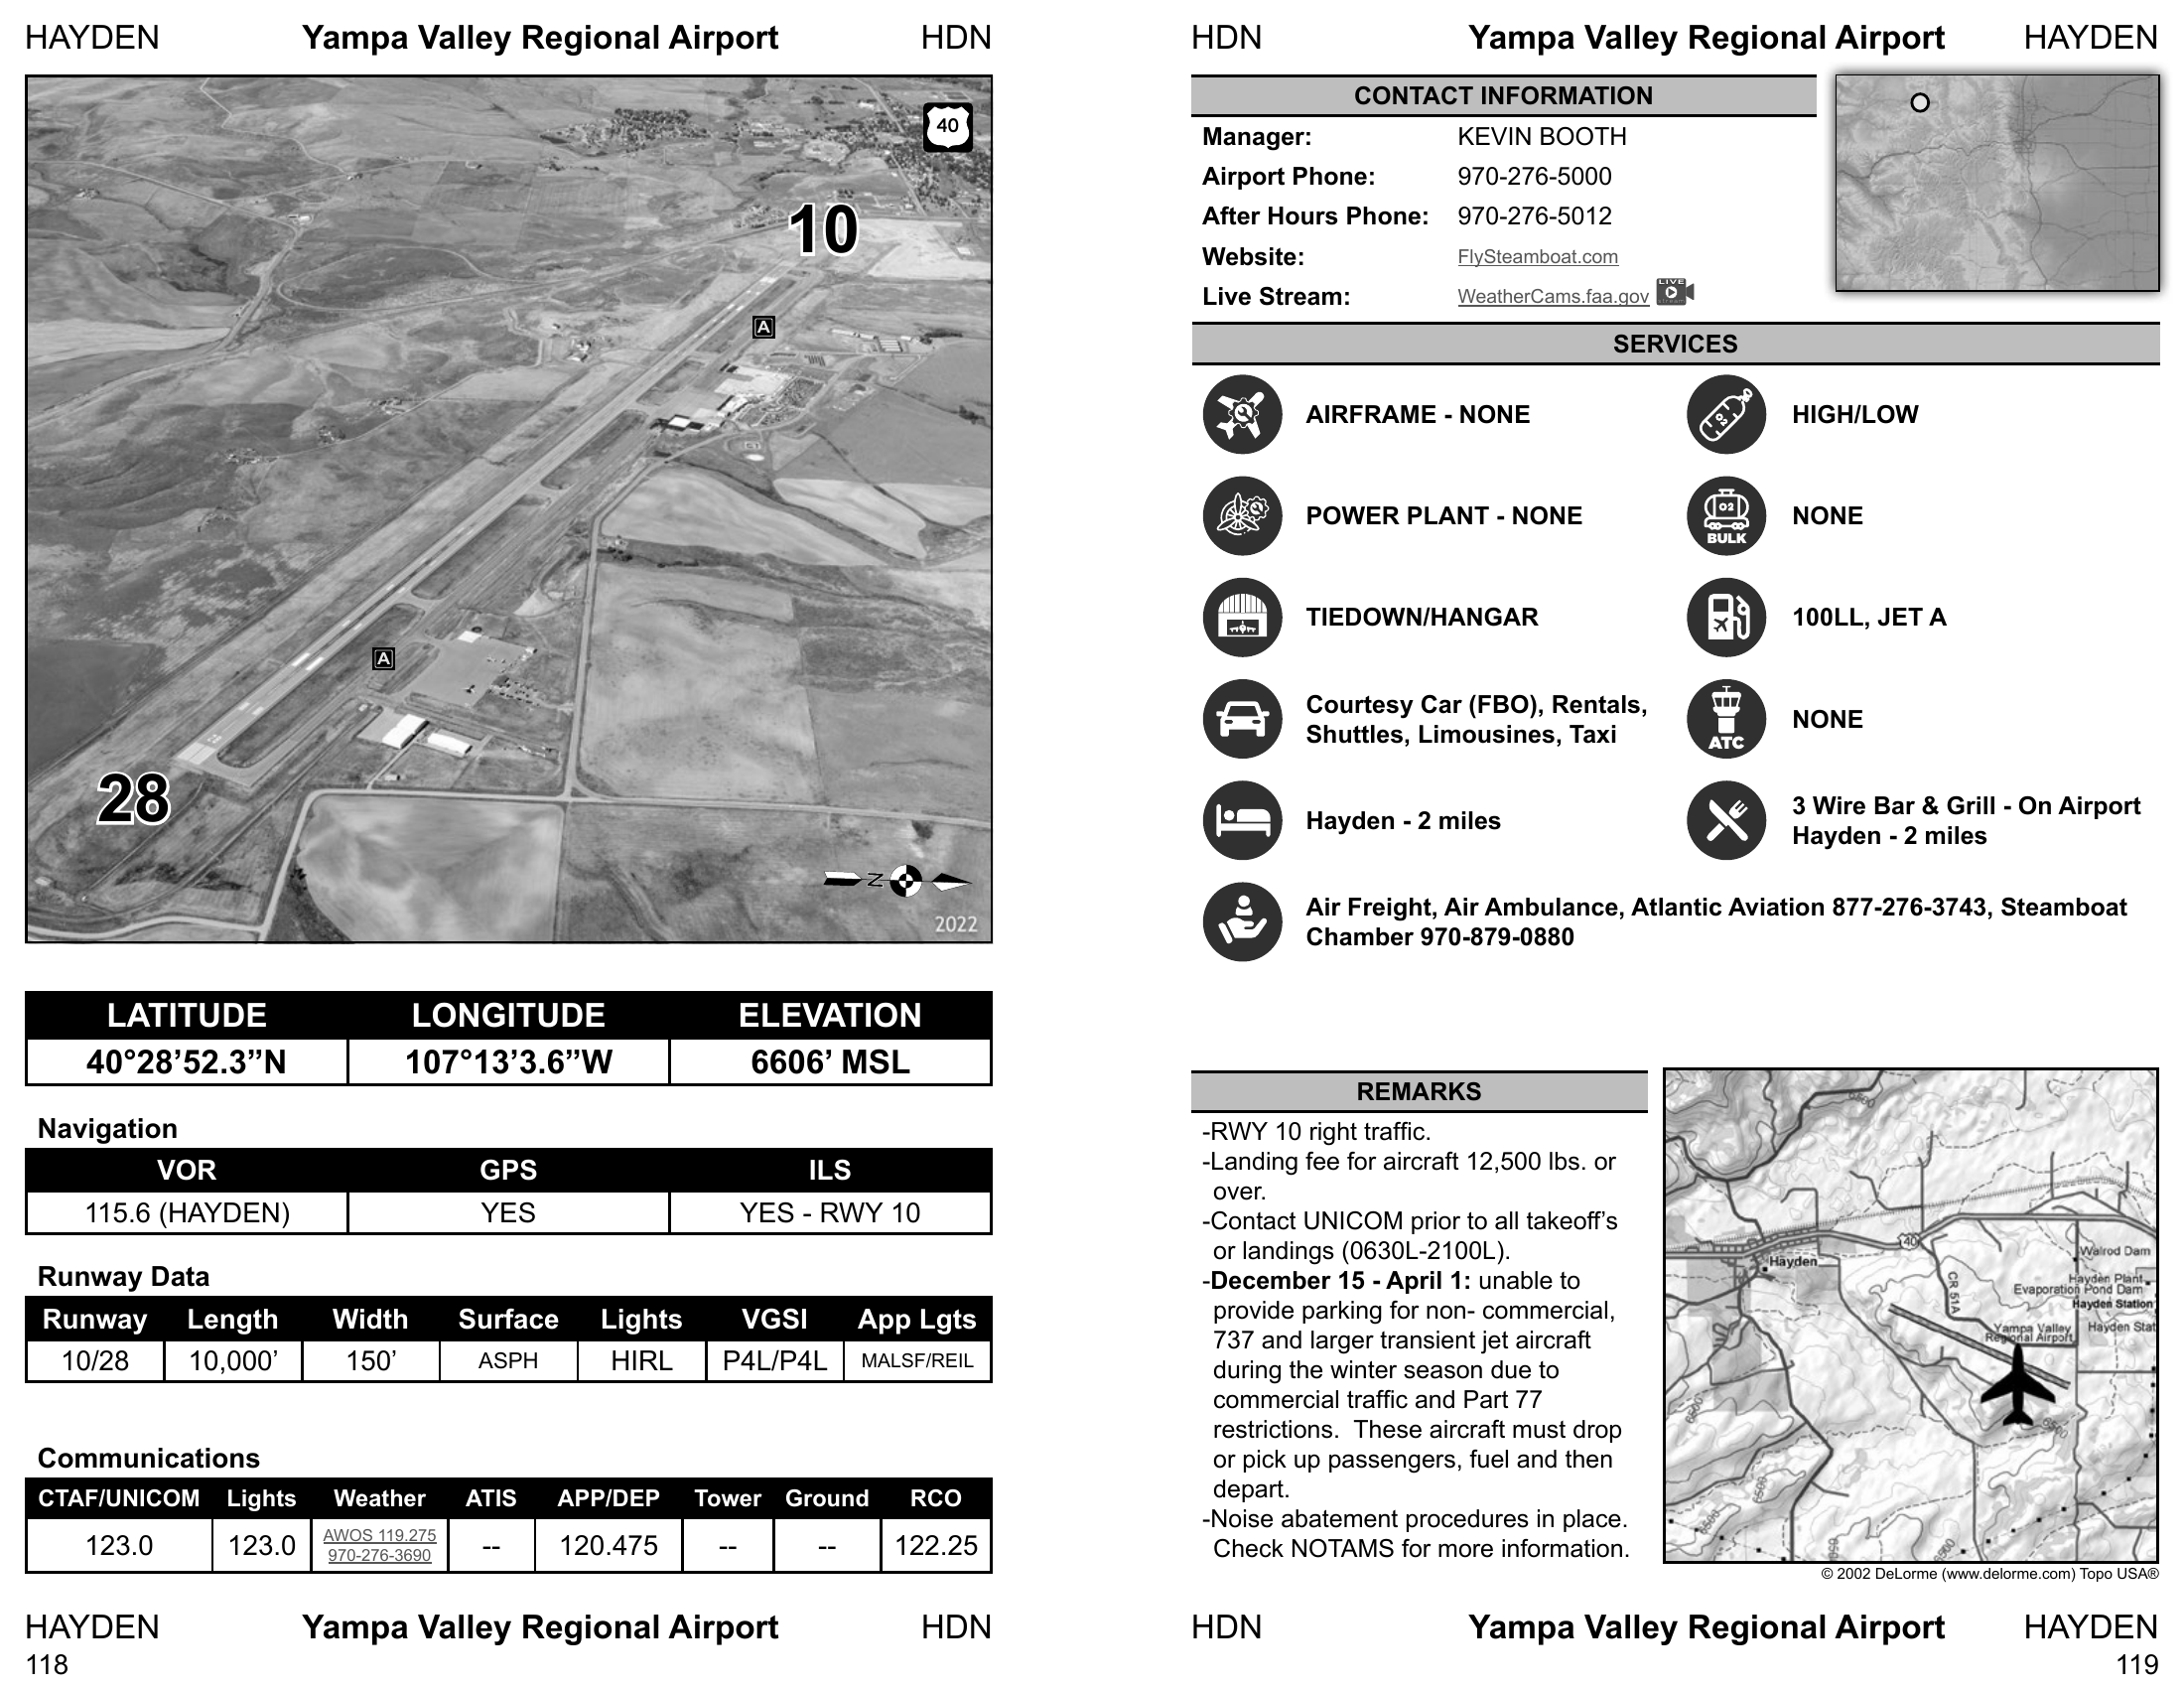 HAYDEN Yampa Valley Regional Airport HDN
40
10
A
A
28
N
2022
LATITUDE LONGITUDE ELEVATION
40°28’52.3”N 107°13’3.6”W 6606’ MSL
Navigation
VOR GPS ILS
115.6 (HAYDEN) YES YES - RWY 10
Runway Data
Runway Length Width Surface Lights VGSI App Lgts
10/28 10,000’ 150’ ASPH HIRL P4L/P4L MALSF/REIL
Communications
CTAF/UNICOM Lights Weather ATIS APP/DEP Tower Ground RCO
123.0 123.0 AWOS 119.275 -- 120.475 -- -- 122.25
970-276-3690
HAYDEN Yampa Valley Regional Airport HDN
118
HDN Yampa Valley Regional Airport HAYDEN
CONTACT INFORMATION
Manager: KEVIN BOOTH
Airport Phone: 970-276-5000
After Hours Phone: 970-276-5012
Website: FlySteamboat.com
Live Stream: WeatherCams.faa.gov LIVE
SERVICES
AIRFRAME - NONE
O2 HIGH/LOW
POWER PLANT - NONE
O2 BULK NONE
TIEDOWN/HANGAR
100LL, JET A
Courtesy Car (FBO), Rentals,
Shuttles, Limousines, Taxi
ATC NONE
Hayden - 2 miles
3 Wire Bar & Grill - On Airport
Hayden - 2 miles
Air Freight, Air Ambulance, Atlantic Aviation 877-276-3743, Steamboat
Chamber 970-879-0880
REMARKS
-RWY 10 right traffic.
-Landing fee for aircraft 12,500 lbs. or
over.
-Contact UNICOM prior to all takeoff’s
or landings (0630L-2100L).
-December 15 - April 1: unable to
provide parking for non- commercial,
737 and larger transient jet aircraft
during the winter season due to
commercial traffic and Part 77
restrictions.  These aircraft must drop
or pick up passengers, fuel and then
depart.
-Noise abatement procedures in place.
Check NOTAMS for more information.
6500
40
Walrod Dam
Hayden
CR 51A
Hayden Plant
Evaporation Pond Dam
Hayden Station
Yampa Valley
Regional Airport
Hayden Stat
6500
6500
6500
6500
6500
6500
© 2002 DeLorme (www.delorme.com) Topo USA®
HDN Yampa Valley Regional Airport HAYDEN
119